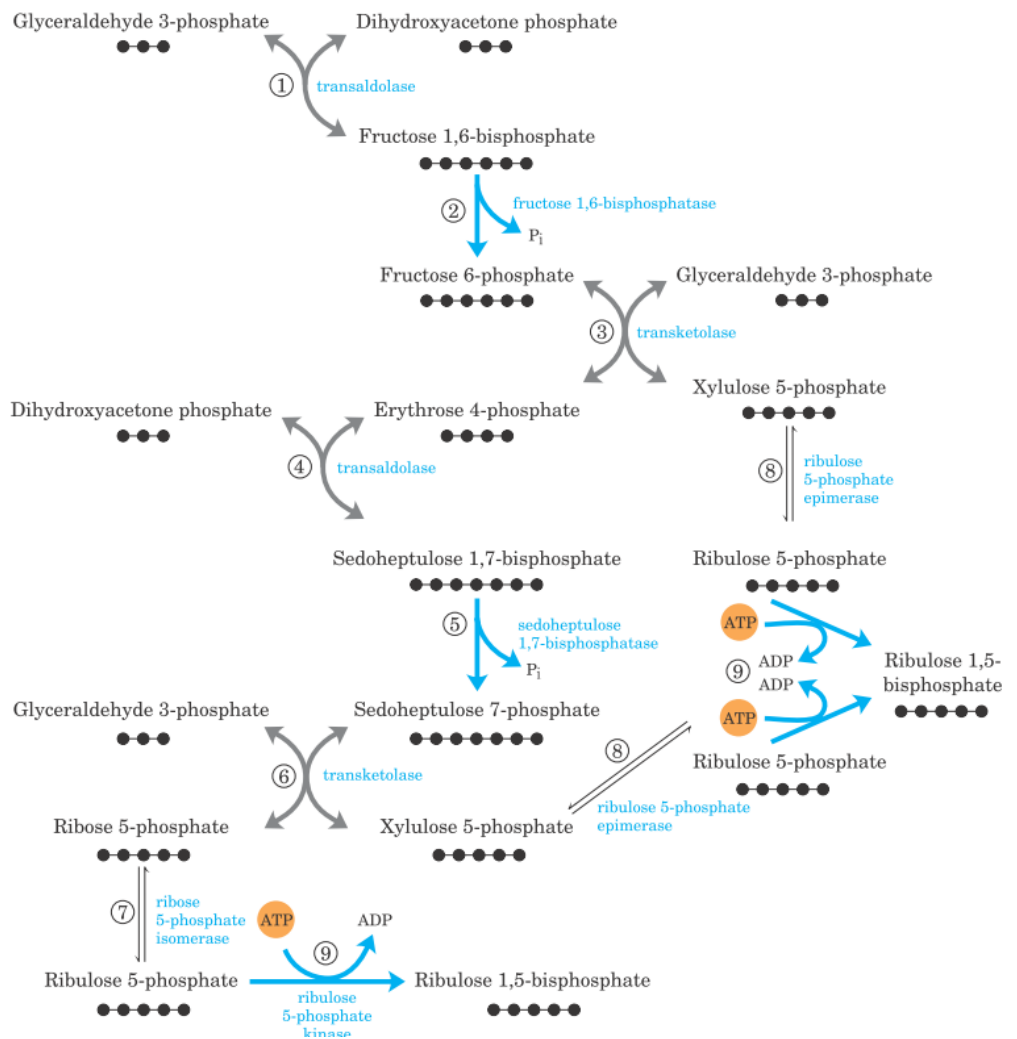 Glyceraldehyde 3-phosphate
Dihydroxyacetone phosphate
①
transaldolase
Fructose 1,6-bisphosphate
②
fructose 1,6-bisphosphatase
Pi
Fructose 6-phosphate
Glyceraldehyde 3-phosphate
③
transketolase
Xylulose 5-phosphate
Dihydroxyacetone phosphate
Erythrose 4-phosphate
④
transaldolase
⑧
ribulose
5-phosphate
epimerase
Sedoheptulose 1,7-bisphosphate
Ribulose 5-phosphate
⑤
sedoheptulose
1,7-bisphosphatase
Pi
ATP
ADP
⑨
ADP
ATP
Ribulose 1,5-
bisphosphate
Glyceraldehyde 3-phosphate
Sedoheptulose 7-phosphate
Ribulose 5-phosphate
⑥
transketolase
⑧
ribulose 5-phosphate
epimerase
Ribose 5-phosphate
Xylulose 5-phosphate
⑦
ribose
5-phosphate
isomerase
ATP
ADP
⑨
Ribulose 5-phosphate
Ribulose 1,5-bisphosphate
ribulose
5-phosphate
kinase